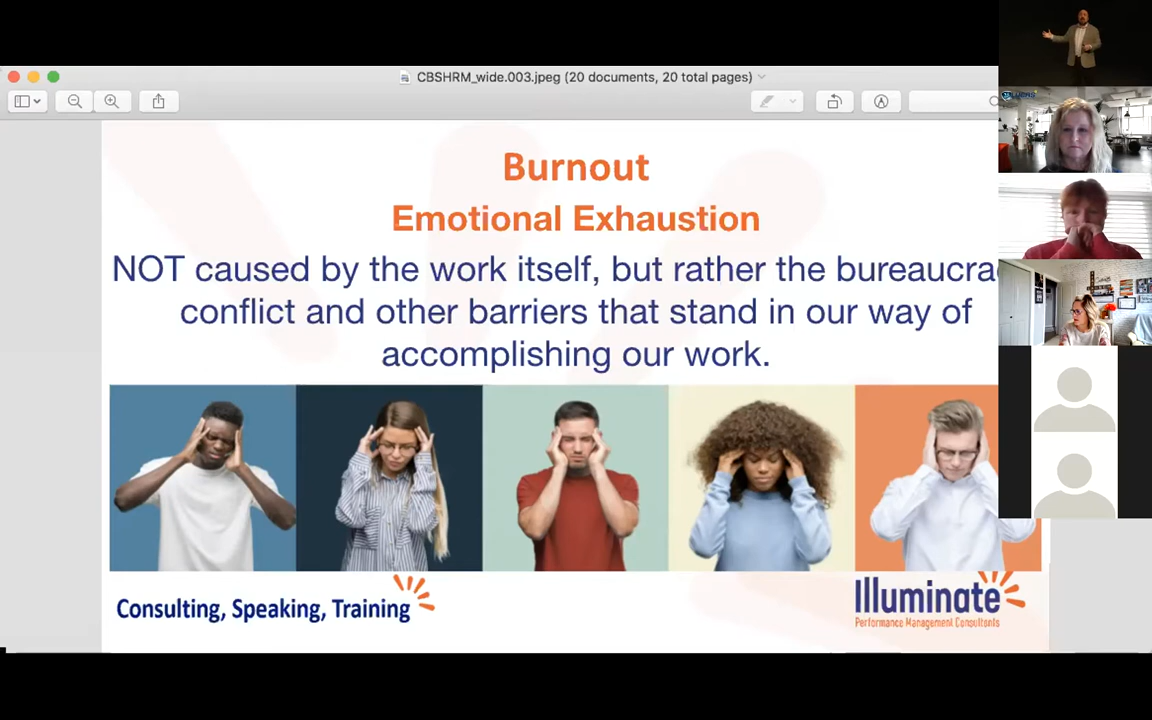 CBSHRM_wide.003.jpeg (20 documents, 20 total pages)
Burnout
Emotional Exhaustion
NOT caused by the work itself, but rather the
conflict and other barriers that stand in our way of
accomplishing our work.
Consulting, Speaking, Training
Illuminate
Performance Management Consultants